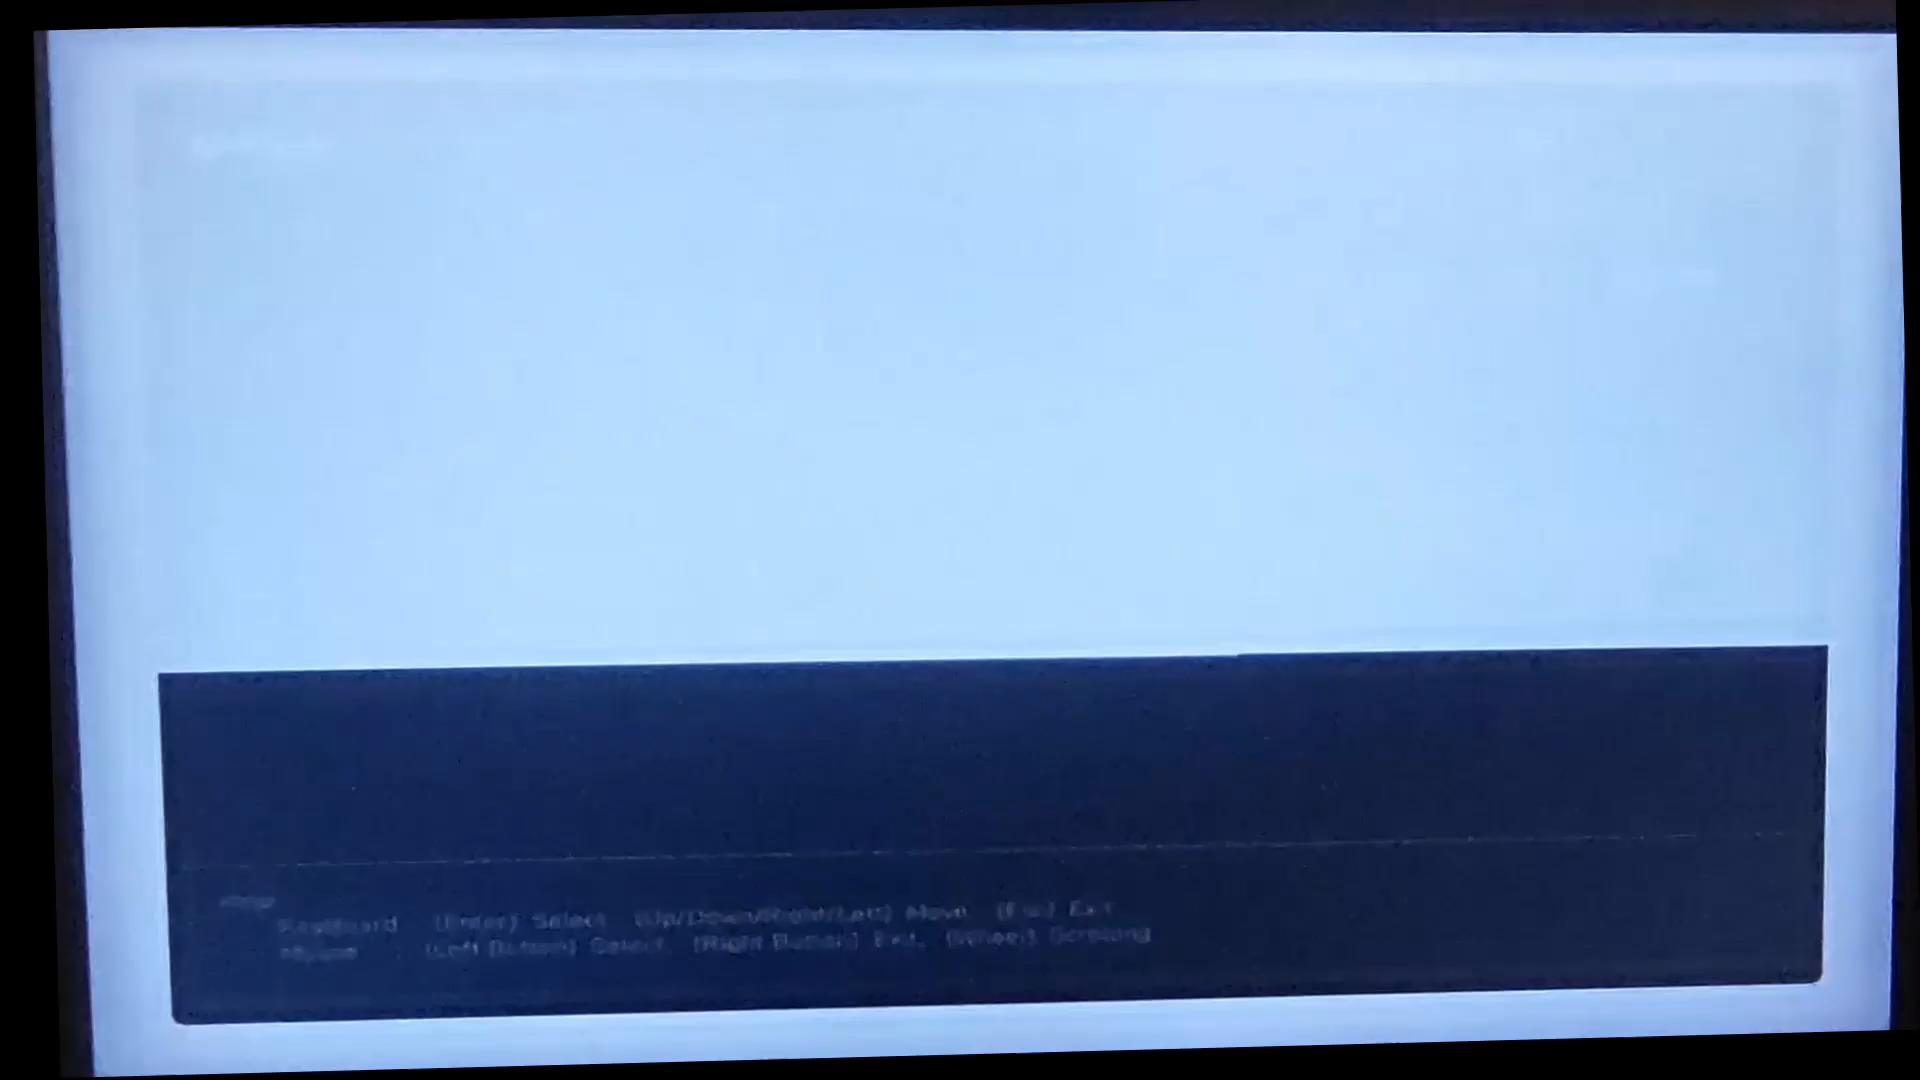 Help
KeyBoard (Enter) Select (Up/Down/Right/Left) Move (Esc) Exit
Mouse : (Left Button) Select, (Right Button) Exit, (Wheel) Scrolling